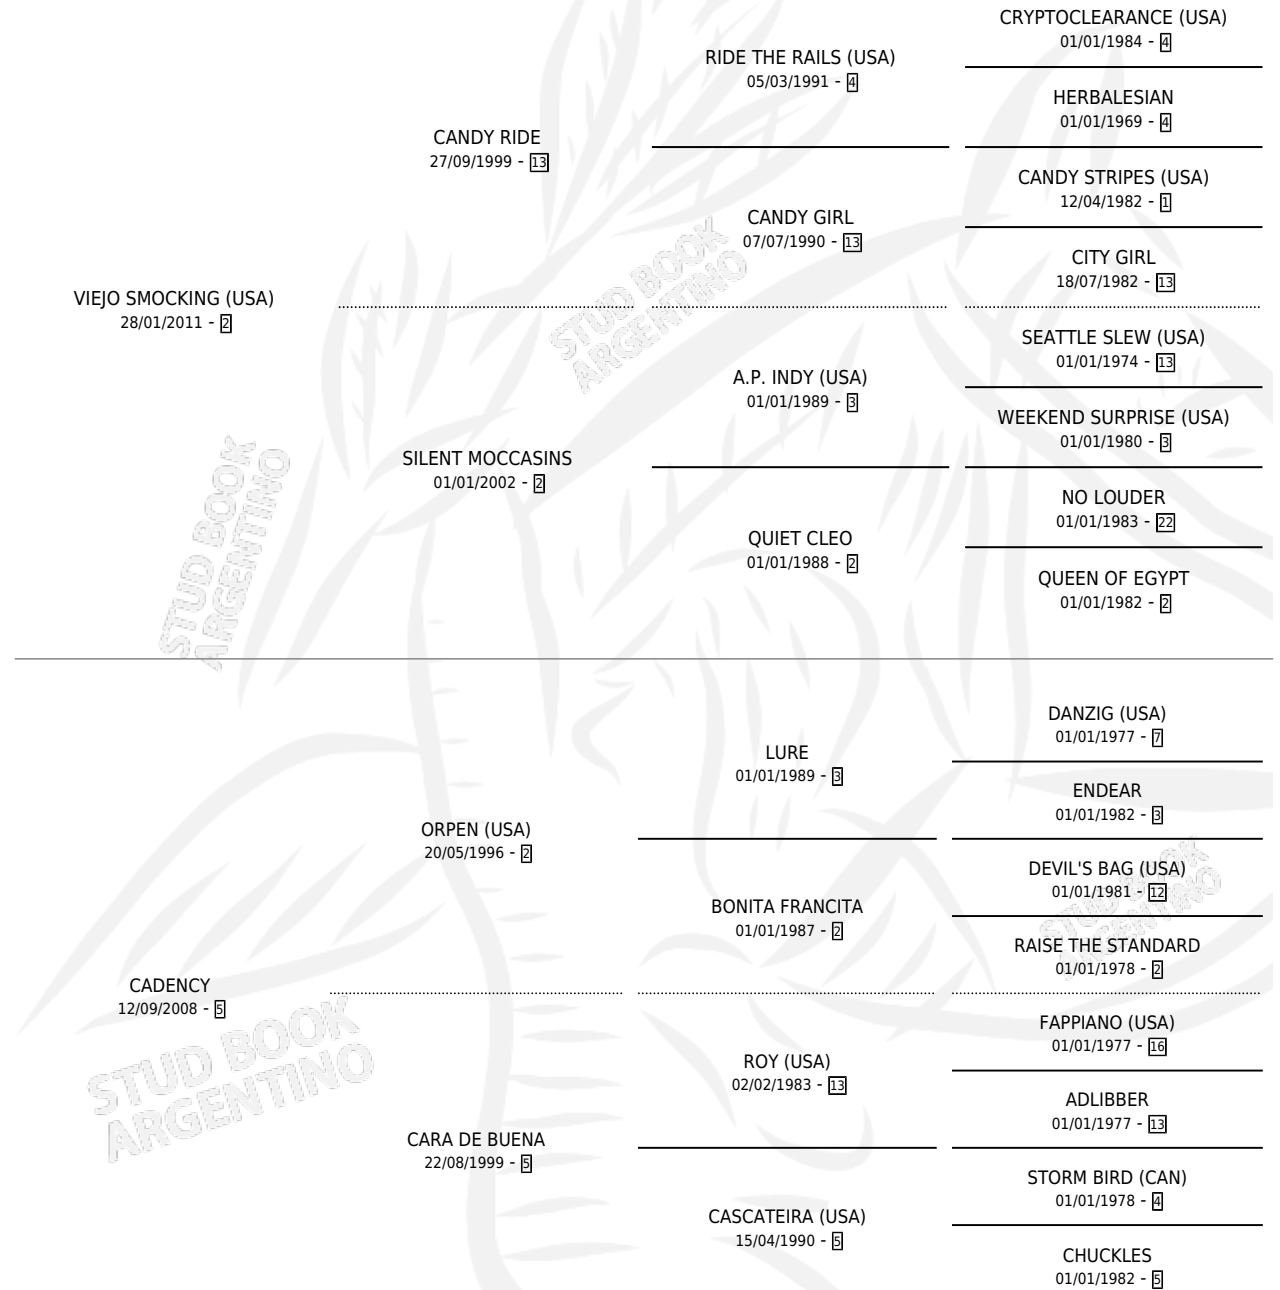 CRYPTOCLEARANCE (USA)
01/01/1984 - 4
RIDE THE RAILS (USA)
05/03/1991 - 4
HERBALESIAN
01/01/1969 - 4
CANDY RIDE
27/09/1999 - 13
CANDY STRIPES (USA)
12/04/1982 - 1
CANDY GIRL
07/07/1990 - 13
CITY GIRL
18/07/1982 - 13
VIEJO SMOCKING (USA)
28/01/2011 - 2
STUD BOOK
ARGENTINO
SEATTLE SLEW (USA)
01/01/1974 - 13
A.P. INDY (USA)
01/01/1989 - 3
WEEKEND SURPRISE (USA)
01/01/1980 - 3
SILENT MOCCASINS
01/01/2002 - 2
NO LOUDER
01/01/1983 - 22
QUIET CLEO
01/01/1988 - 2
QUEEN OF EGYPT
01/01/1982 - 2
STUD BOOK
ARGENTINO
DANZIG (USA)
01/01/1977 - 7
LURE
01/01/1989 - 3
ENDEAR
01/01/1982 - 3
ORPEN (USA)
20/05/1996 - 2
DEVIL'S BAG (USA)
01/01/1981 - 12
STUD BOOK
ARGENTINO
BONITA FRANCITA
01/01/1987 - 2
RAISE THE STANDARD
01/01/1978 - 2
CADENCY
12/09/2008 - 5
STUD BOOK
ARGENTINO
FAPPIANO (USA)
01/01/1977 - 16
ROY (USA)
02/02/1983 - 13
ADLIBBER
01/01/1977 - 13
CARA DE BUENA
22/08/1999 - 5
STORM BIRD (CAN)
01/01/1978 - 4
CASCATEIRA (USA)
15/04/1990 - 5
CHUCKLES
01/01/1982 - 5